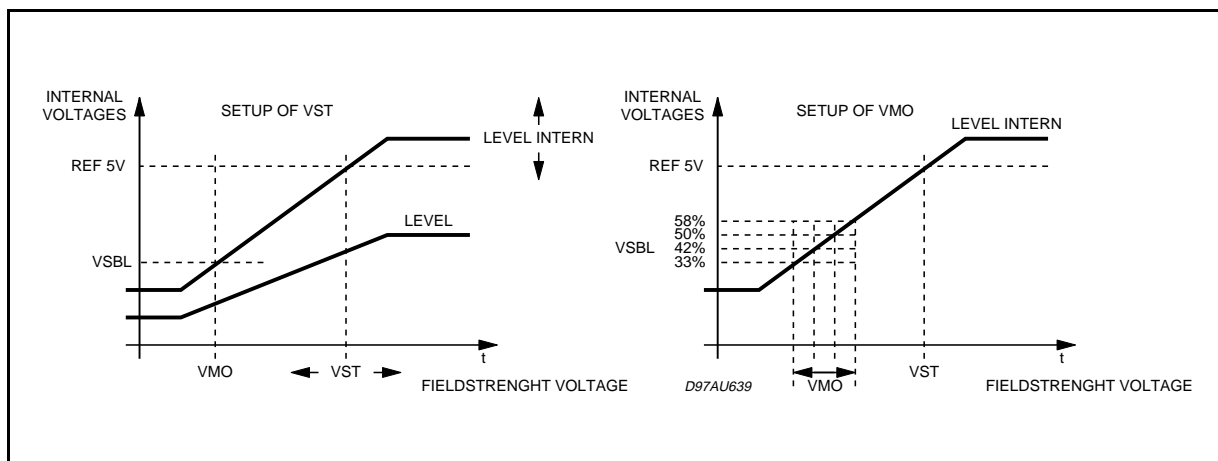 INTERNAL
VOLTAGES
SETUP OF VST
LEVEL INTERN
REF 5V
LEVEL
VSBL
t
VMO
VST
FIELDSTRENGHT VOLTAGE
INTERNAL
VOLTAGES
SETUP OF VMO
LEVEL INTERN
REF 5V
58%
50%
VSBL
42%
33%
t
D97AU639
VMO
VST
FIELDSTRENGHT VOLTAGE